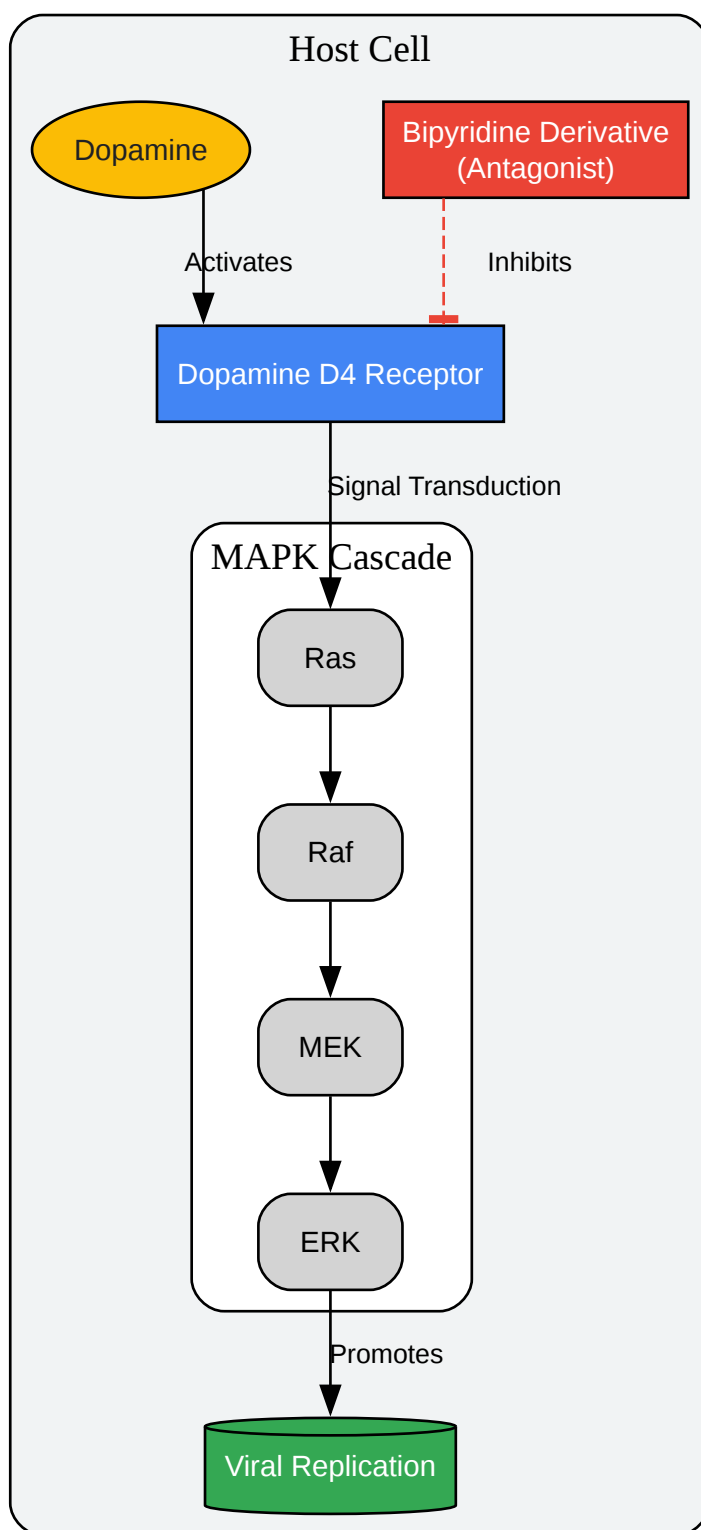 Host Cell
Dopamine
Bipyridine Derivative
(Antagonist)
Activates
Inhibits
Dopamine D4 Receptor
Signal Transduction
MAPK Cascade
Ras
Raf
MEK
ERK
Promotes
Viral Replication